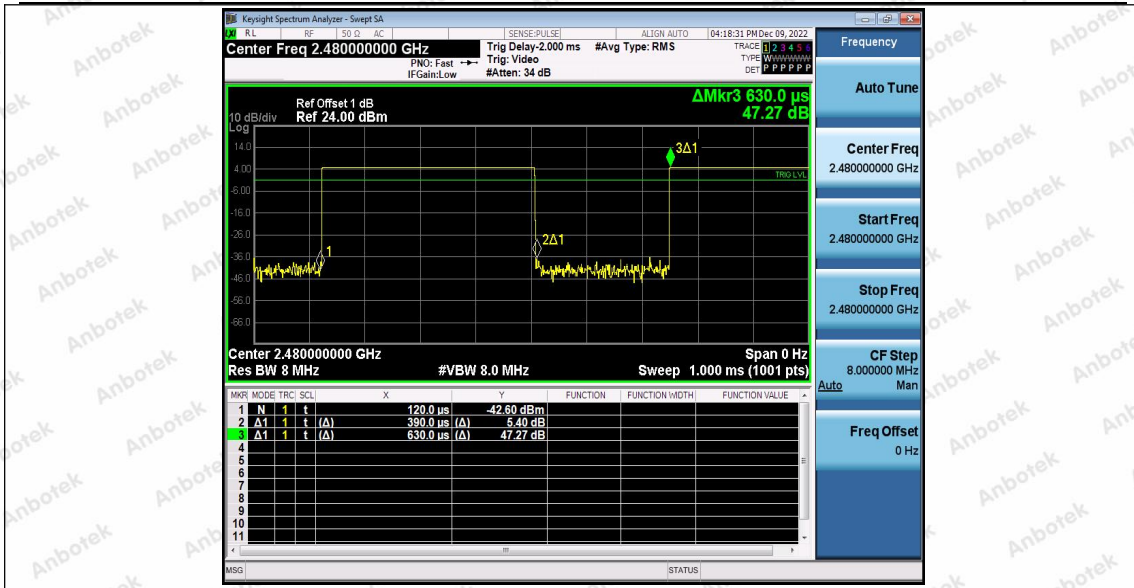 Keysight Spectrum Analyzer - Swept SA
RL RF 50 Ω AC SENSE:PULSE ALIGN AUTO 04:18:31 PM Dec 09, 2022
Center Freq 2.480000000 GHz
PNO: Fast
IFGain:Low
Trig Delay-2.000 ms #Avg Type: RMS
Trig: Video
#Atten: 34 dB
TRACE 1 2 3 4 5 6
TYPE WWWWWW
DET P P P P P P
ΔMkr3 630.0 µs
47.27 dB
Ref Offset 1 dB
10 dB/div Ref 24.00 dBm
Log
14.0
4.00
-6.00
-16.0
-26.0
-36.0
-46.0
-56.0
-66.0
3Δ1
TRIG LVL
2Δ1
1
Center 2.480000000 GHz Span 0 Hz
Res BW 8 MHz #VBW 8.0 MHz Sweep 1.000 ms (1001 pts)
MKR MODE TRC SCL X Y FUNCTION FUNCTION WIDTH FUNCTION VALUE
1 N 1 t 120.0 µs -42.60 dBm
2 Δ1 1 t (Δ) 390.0 µs (Δ) 5.40 dB
3 Δ1 1 t (Δ) 630.0 µs (Δ) 47.27 dB
4
5
6
7
8
9
10
11
MSG STATUS
Frequency
Auto Tune
Center Freq
2.480000000 GHz
Start Freq
2.480000000 GHz
Stop Freq
2.480000000 GHz
CF Step
8.000000 MHz
Auto Man
Freq Offset
0 Hz
Anbotek